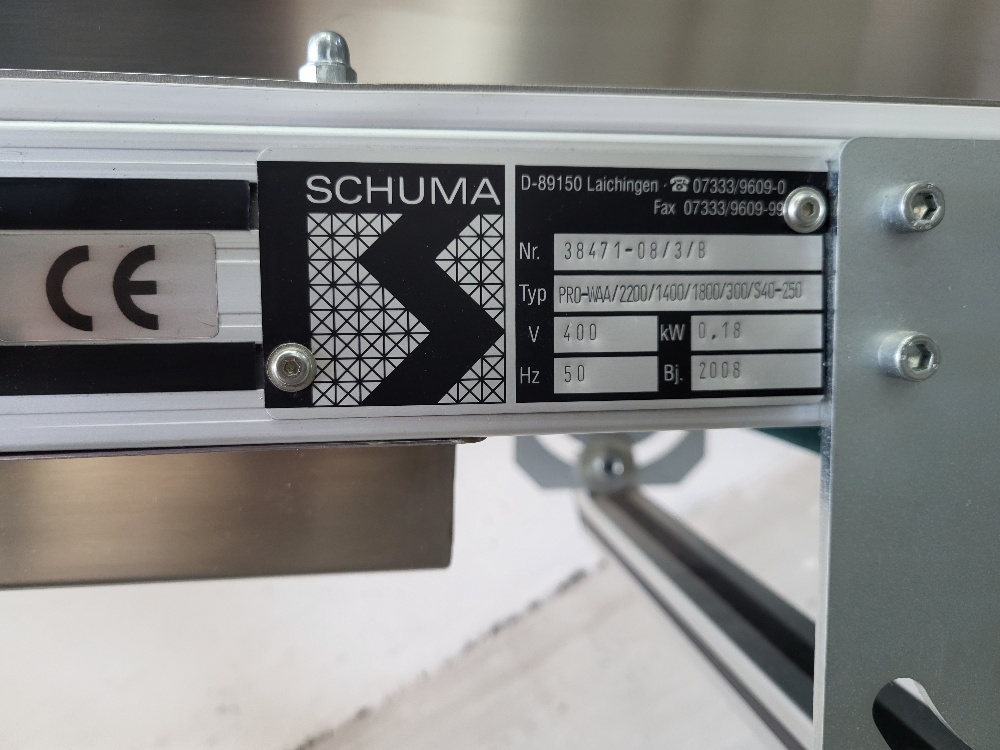 CE
SCHUMA
D-89150 Laichingen · ☎ 07333/9609-0
Fax 07333/9609-99
Nr. 38471-08/3/B
Typ PRO-WAA/2200/1400/1800/300/S40-250
V 400 kW 0,18
Hz 50 Bj. 2008